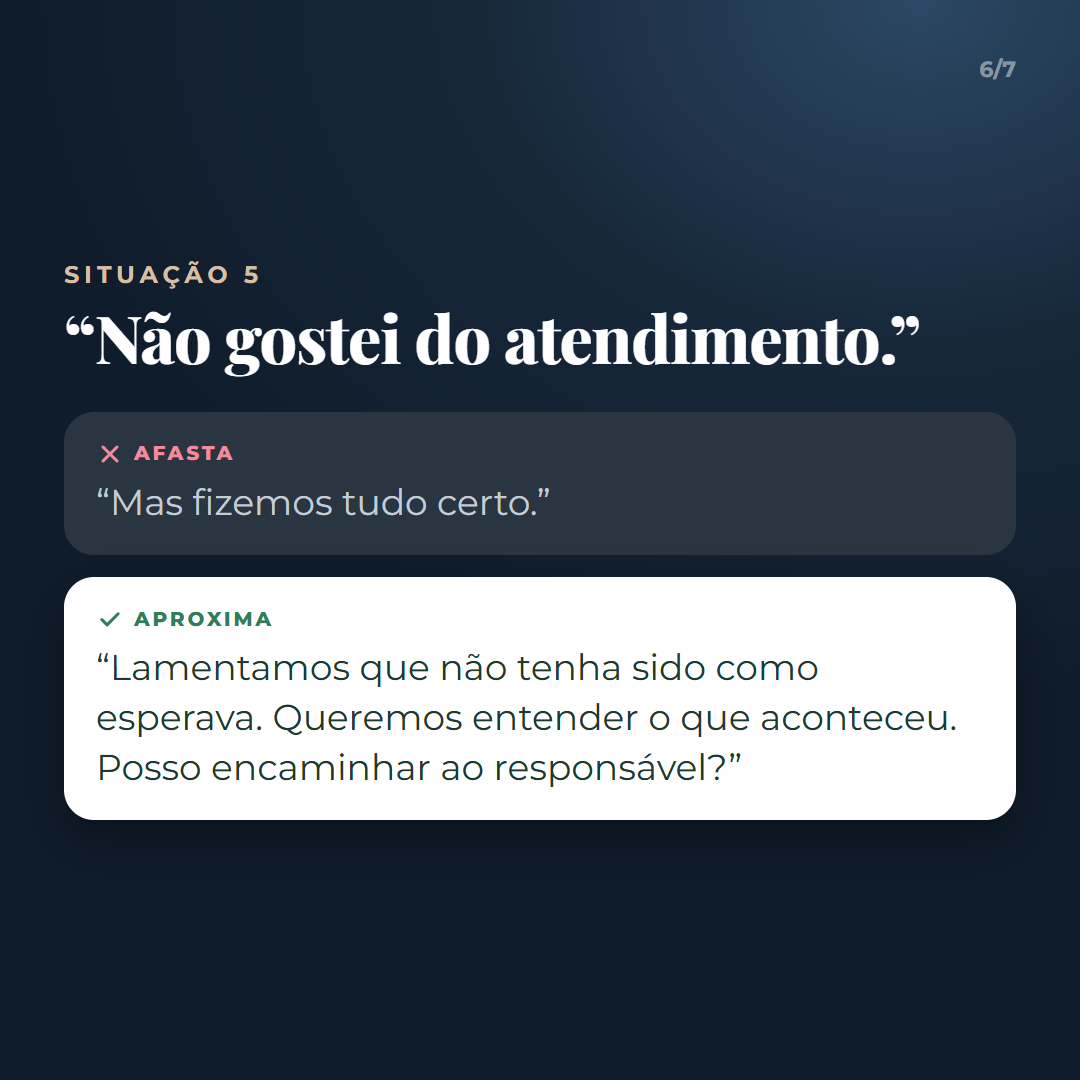 6/7
SITUAÇÃO 5
“Não gostei do atendimento.”
AFASTA
“Mas fizemos tudo certo.”
APROXIMA
“Lamentamos que não tenha sido como
esperava. Queremos entender o que aconteceu.
Posso encaminhar ao responsável?”